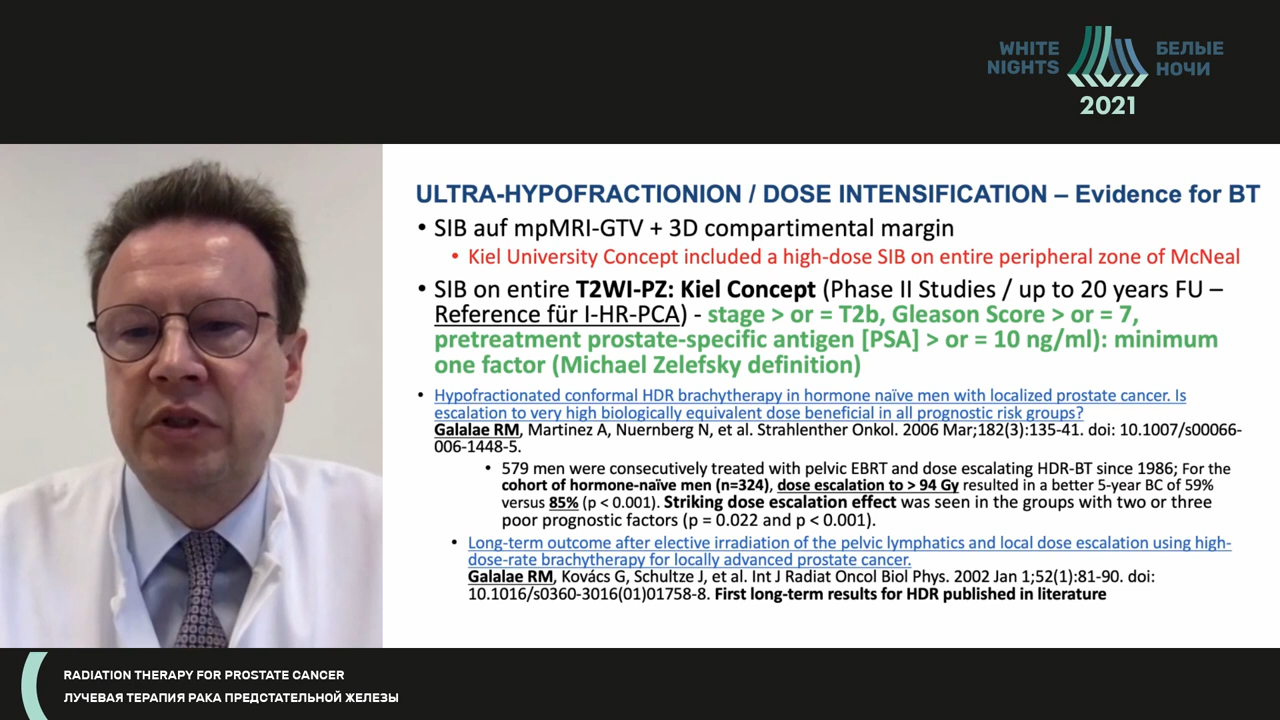 WHITE
NIGHTS
БЕЛЫЕ
НОЧИ
2021
ULTRA-HYPOFRACTIONION / DOSE INTENSIFICATION – Evidence for BT
• SIB auf mpMRI-GTV + 3D compartimental margin
• Kiel University Concept included a high-dose SIB on entire peripheral zone of McNeal
• SIB on entire T2WI-PZ: Kiel Concept (Phase II Studies / up to 20 years FU –
Reference für I-HR-PCA) - stage > or = T2b, Gleason Score > or = 7,
pretreatment prostate-specific antigen [PSA] > or = 10 ng/ml): minimum
one factor (Michael Zelefsky definition)
• Hypofractionated conformal HDR brachytherapy in hormone naïve men with localized prostate cancer. Is
escalation to very high biologically equivalent dose beneficial in all prognostic risk groups?
Galalae RM, Martinez A, Nuernberg N, et al. Strahlenther Onkol. 2006 Mar;182(3):135-41. doi: 10.1007/s00066-
006-1448-5.
• 579 men were consecutively treated with pelvic EBRT and dose escalating HDR-BT since 1986; For the
cohort of hormone-naïve men (n=324), dose escalation to > 94 Gy resulted in a better 5-year BC of 59%
versus 85% (p < 0.001). Striking dose escalation effect was seen in the groups with two or three
poor prognostic factors (p = 0.022 and p < 0.001).
• Long-term outcome after elective irradiation of the pelvic lymphatics and local dose escalation using high-
dose-rate brachytherapy for locally advanced prostate cancer.
Galalae RM, Kovács G, Schultze J, et al. Int J Radiat Oncol Biol Phys. 2002 Jan 1;52(1):81-90. doi:
10.1016/s0360-3016(01)01758-8. First long-term results for HDR published in literature
RADIATION THERAPY FOR PROSTATE CANCER
ЛУЧЕВАЯ ТЕРАПИЯ РАКА ПРЕДСТАТЕЛЬНОЙ ЖЕЛЕЗЫ